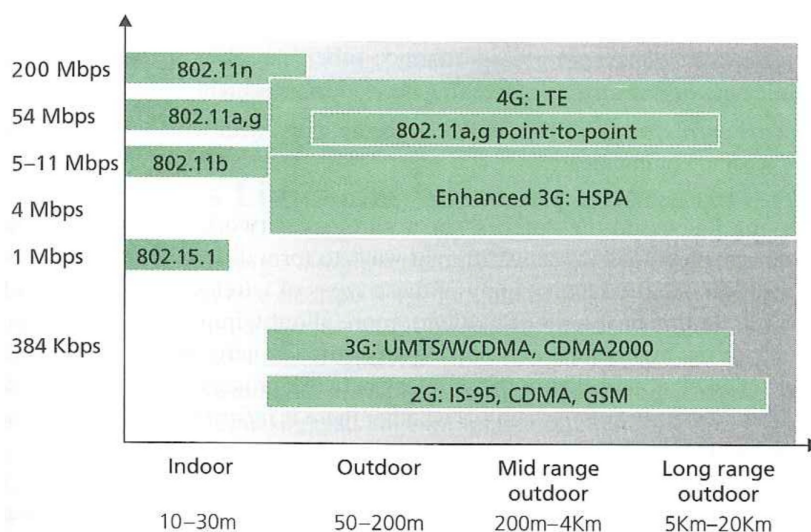 200 Mbps
802.11n
4G: LTE
54 Mbps
802.11a,g
802.11a,g point-to-point
5–11 Mbps
802.11b
Enhanced 3G: HSPA
4 Mbps
1 Mbps
802.15.1
384 Kbps
3G: UMTS/WCDMA, CDMA2000
2G: IS-95, CDMA, GSM
Indoor
Outdoor
Mid range
outdoor
Long range
outdoor
10–30m
50–200m
200m–4Km
5Km–20Km